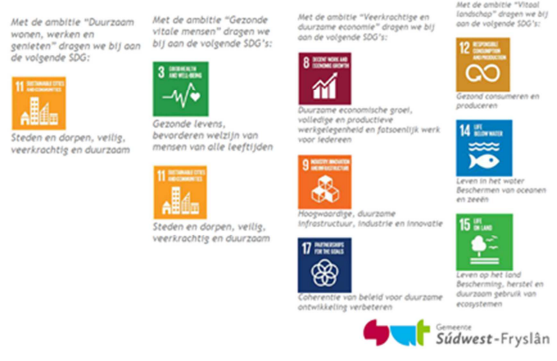 Met de ambitie “Duurzaam
wonen, werken en
genieten” dragen we bij aan
de volgende SDG:
11 SUSTAINABLE CITIES
AND COMMUNITIES
Steden en dorpen, veilig,
veerkrachtig en duurzaam
Met de ambitie “Gezonde
vitale mensen” dragen we
bij aan de volgende SDG’s:
3 GOOD HEALTH
AND WELL-BEING
Gezonde levens,
bevorderen welzijn van
mensen van alle leeftijden
11 SUSTAINABLE CITIES
AND COMMUNITIES
Steden en dorpen, veilig,
veerkrachtig en duurzaam
Met de ambitie “Veerkrachtige en
duurzame economie” dragen we bij
aan de volgende SDG’s:
8 DECENT WORK AND
ECONOMIC GROWTH
Duurzame economische groei,
volledige en productieve
werkgelegenheid en fatsoenlijk werk
voor iedereen
9 INDUSTRY, INNOVATION
AND INFRASTRUCTURE
Hoogwaardige, duurzame
infrastructuur, industrie en innovatie
17 PARTNERSHIPS
FOR THE GOALS
Coherentie van beleid voor duurzame
ontwikkeling verbeteren
Met de ambitie “Vitaal
landschap” dragen we bij
aan de volgende SDG’s:
12 RESPONSIBLE
CONSUMPTION
AND PRODUCTION
Gezond consumeren en
produceren
14 LIFE
BELOW WATER
Leven in het water
Beschermen van oceanen
en zeeën
15 LIFE
ON LAND
Leven op het land
Bescherming, herstel en
duurzaam gebruik van
ecosystemen
Gemeente
Súdwest-Fryslân